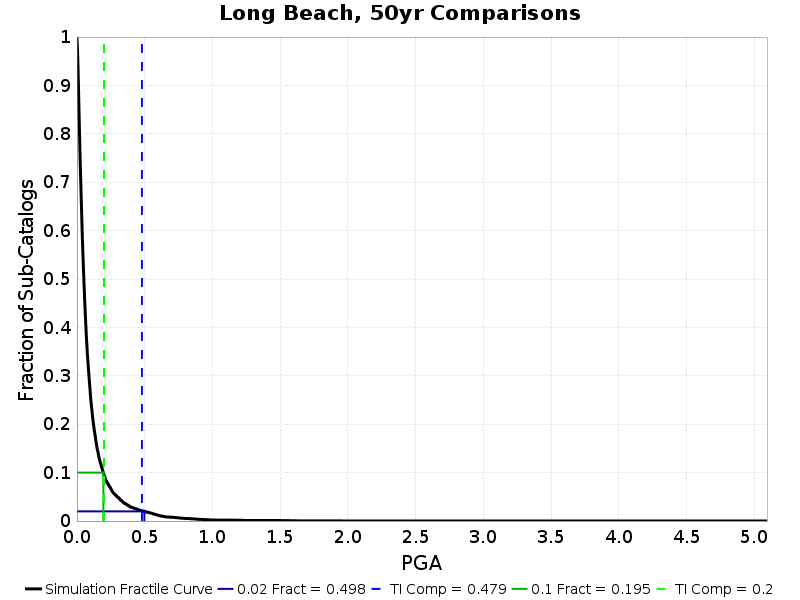 Long Beach, 50yr Comparisons
1
0.9
0.8
0.7
0.6
0.5
0.4
0.3
0.2
0.1
0
Fraction of Sub-Catalogs
0.0 0.5 1.0 1.5 2.0 2.5 3.0 3.5 4.0 4.5 5.0
PGA
Simulation Fractile Curve 0.02 Fract = 0.498 TI Comp = 0.479 0.1 Fract = 0.195 TI Comp = 0.2